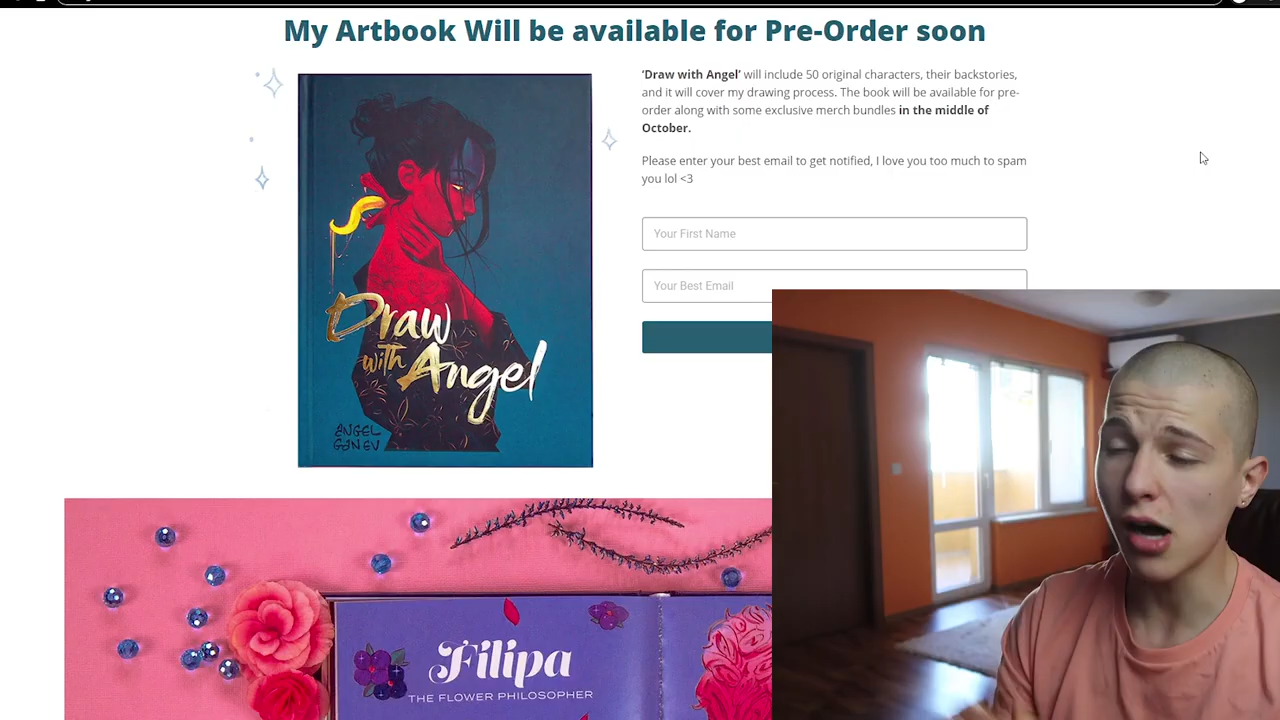 My Artbook Will be available for Pre-Order soon
'Draw with Angel' will include 50 original characters, their backstories,
and it will cover my drawing process. The book will be available for pre-
order along with some exclusive merch bundles in the middle of
October.
Please enter your best email to get notified, I love you too much to spam
you lol <3
Your First Name
Your Best Email
Draw
with
Angel
ANGEL
GANEV
Filipa
THE FLOWER PHILOSOPHER